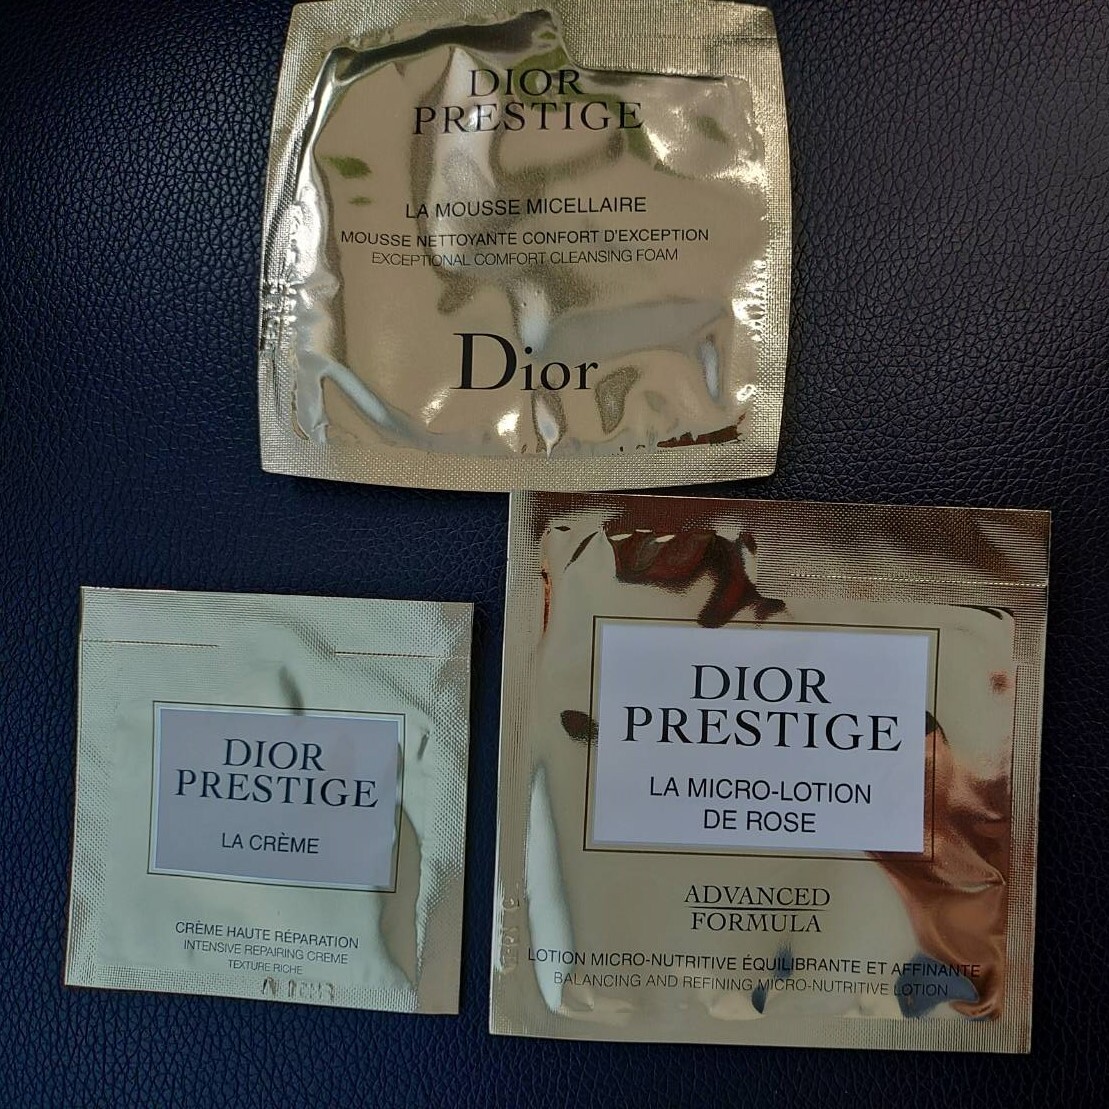 DIOR
PRESTIGE
LA MOUSSE MICELLAIRE
MOUSSE NETTOYANTE CONFORT D'EXCEPTION
EXCEPTIONAL COMFORT CLEANSING FOAM
Dior
DIOR
PRESTIGE
LA CRÈME
CRÈME HAUTE RÉPARATION
INTENSIVE REPAIRING CREME
TEXTURE RICHE
DIOR
PRESTIGE
LA MICRO-LOTION
DE ROSE
ADVANCED
FORMULA
LOTION MICRO-NUTRITIVE ÉQUILIBRANTE ET AFFINANTE
BALANCING AND REFINING MICRO-NUTRITIVE LOTION